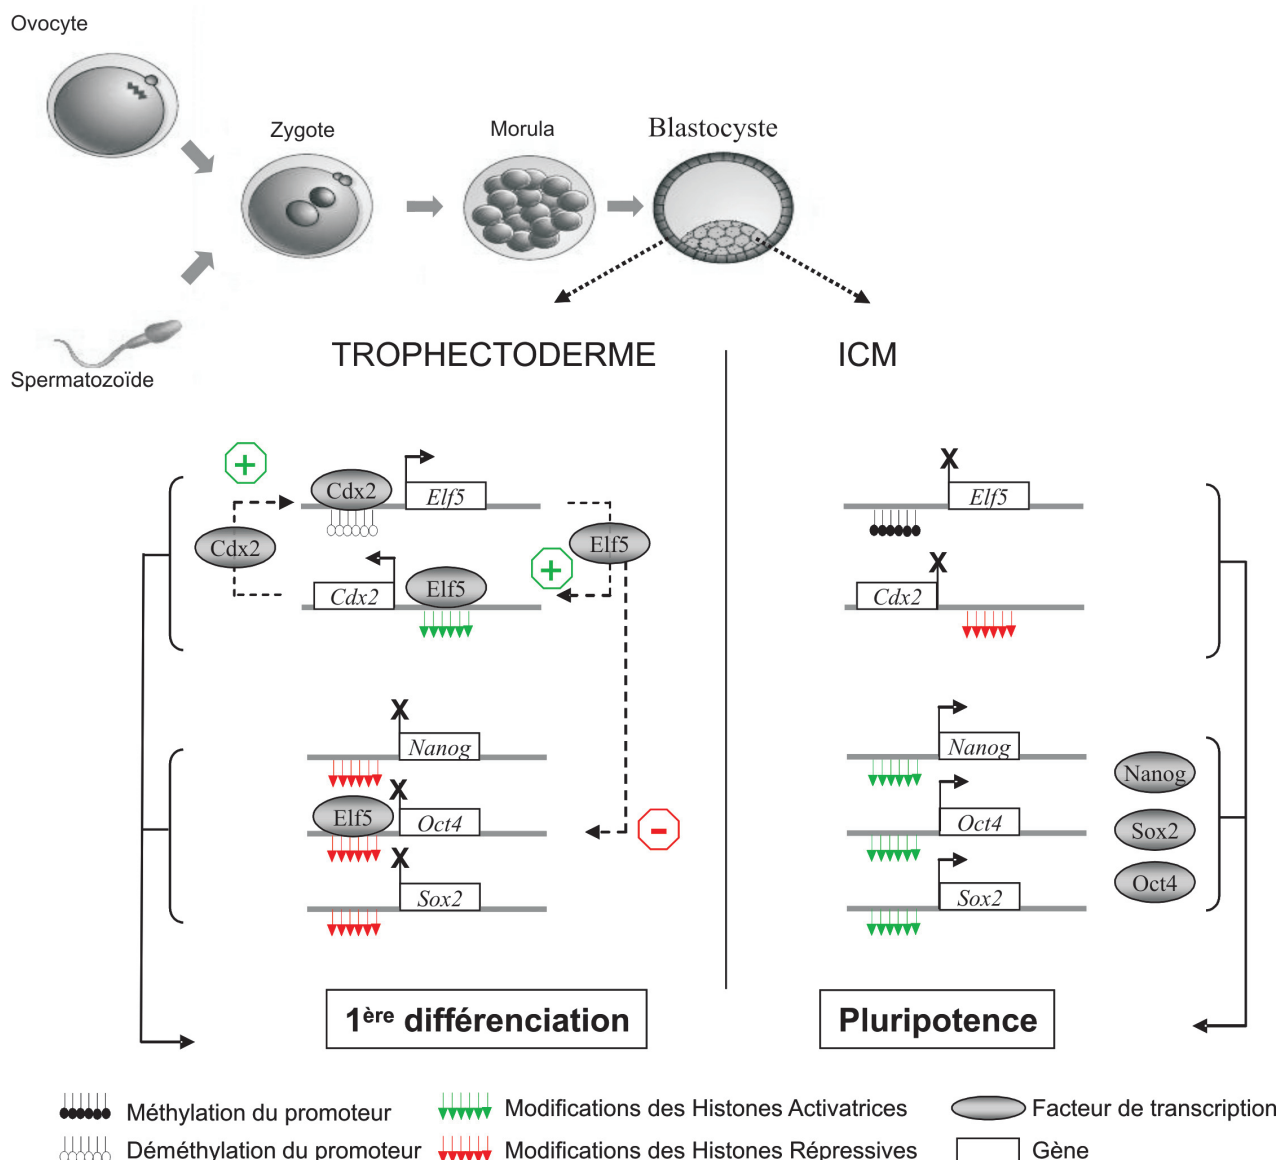 Ovocyte
Zygote
Morula
Blastocyste
Spermatozoïde
TROPHECTODERME
ICM
+
Cdx2
Elf5
Cdx2
Elf5
+
Cdx2
Elf5
X
Nanog
X
Elf5
Oct4
X
Sox2
-
X
Elf5
X
Cdx2
Nanog
Oct4
Sox2
Nanog
Sox2
Oct4
1ère différenciation
Pluripotence
Méthylation du promoteur
Modifications des Histones Activatrices
Facteur de transcription
Déméthylation du promoteur
Modifications des Histones Répressives
Gène